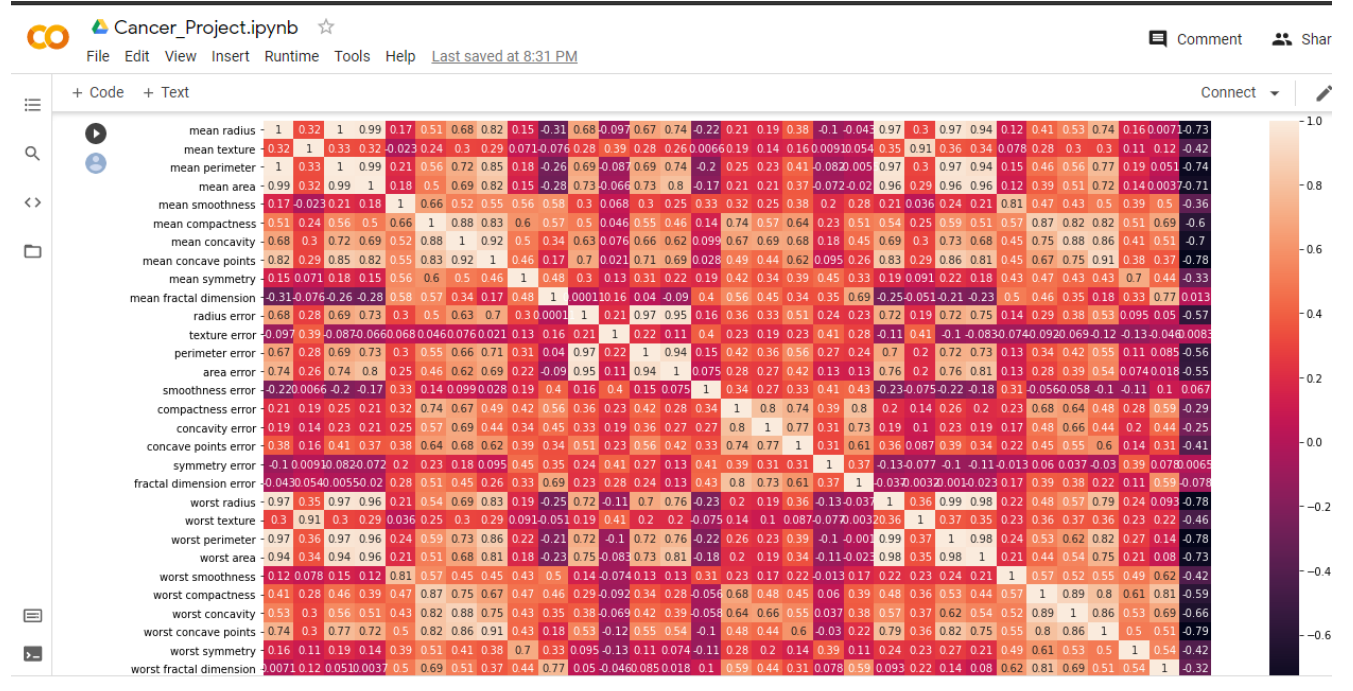 Cancer_Project.ipynb
Comment
Shar
File Edit View Insert Runtime Tools Help Last saved at 8:31 PM
+ Code + Text
Connect
mean radius - 1 0.32 1 0.99 0.17 0.51 0.68 0.82 0.15 -0.31 0.68 -0.097 0.67 0.74 -0.22 0.21 0.19 0.38 -0.1 -0.043 0.97 0.3 0.97 0.94 0.12 0.41 0.53 0.74 0.16 0.0071 -0.73
mean texture - 0.32 1 0.33 0.32 -0.023 0.24 0.3 0.29 0.071 -0.076 0.28 0.39 0.28 0.26 0.0066 0.19 0.14 0.16 0.0091 0.054 0.35 0.91 0.36 0.34 0.078 0.28 0.3 0.3 0.11 0.12 -0.42
mean perimeter - 1 0.33 1 0.99 0.21 0.56 0.72 0.85 0.18 -0.26 0.69 -0.087 0.69 0.74 -0.2 0.25 0.23 0.41 -0.082 0.005 0.97 0.3 0.97 0.94 0.15 0.46 0.56 0.77 0.19 0.051 -0.74
mean area - 0.99 0.32 0.99 1 0.18 0.5 0.69 0.82 0.15 -0.28 0.73 -0.066 0.73 0.8 -0.17 0.21 0.21 0.37 -0.072 -0.02 0.96 0.29 0.96 0.96 0.12 0.39 0.51 0.72 0.14 0.0037 -0.71
mean smoothness - 0.17 -0.023 0.21 0.18 1 0.66 0.52 0.55 0.56 0.58 0.3 0.068 0.3 0.25 0.33 0.32 0.25 0.38 0.2 0.28 0.21 0.036 0.24 0.21 0.81 0.47 0.43 0.5 0.39 0.5 -0.36
mean compactness - 0.51 0.24 0.56 0.5 0.66 1 0.88 0.83 0.6 0.57 0.5 0.046 0.55 0.46 0.14 0.74 0.57 0.64 0.23 0.51 0.54 0.25 0.59 0.51 0.57 0.87 0.82 0.82 0.51 0.69 -0.6
mean concavity - 0.68 0.3 0.72 0.69 0.52 0.88 1 0.92 0.5 0.34 0.63 0.076 0.66 0.62 0.099 0.67 0.69 0.68 0.18 0.45 0.69 0.3 0.73 0.68 0.45 0.75 0.88 0.86 0.41 0.51 -0.7
mean concave points - 0.82 0.29 0.85 0.82 0.55 0.83 0.92 1 0.46 0.17 0.7 0.021 0.71 0.69 0.028 0.49 0.44 0.62 0.095 0.26 0.83 0.29 0.86 0.81 0.45 0.67 0.75 0.91 0.38 0.37 -0.78
mean symmetry - 0.15 0.071 0.18 0.15 0.56 0.6 0.5 0.46 1 0.48 0.3 0.13 0.31 0.22 0.19 0.42 0.34 0.39 0.45 0.33 0.19 0.091 0.22 0.18 0.43 0.47 0.43 0.43 0.7 0.44 -0.33
mean fractal dimension - -0.31 -0.076 -0.26 -0.28 0.58 0.57 0.34 0.17 0.48 1 0.16 0.04 -0.09 0.4 0.56 0.45 0.34 0.35 0.69 -0.25 -0.051 -0.21 -0.23 0.5 0.46 0.35 0.18 0.33 0.77 0.013
radius error - 0.68 0.28 0.69 0.73 0.3 0.5 0.63 0.7 0.3 0.0001 1 0.21 0.97 0.95 0.16 0.36 0.33 0.51 0.24 0.23 0.72 0.19 0.72 0.75 0.14 0.29 0.38 0.53 0.095 0.05 -0.57
texture error - -0.097 0.39 -0.087 -0.066 0.068 0.046 0.076 0.021 0.13 0.16 0.21 1 0.22 0.11 0.4 0.23 0.19 0.23 0.41 0.28 -0.11 0.41 -0.1 -0.083 -0.074 -0.092 -0.069 -0.12 -0.13 -0.046 0.0083
perimeter error - 0.67 0.28 0.69 0.73 0.3 0.55 0.66 0.71 0.31 0.04 0.97 0.22 1 0.94 0.15 0.42 0.36 0.56 0.27 0.24 0.7 0.2 0.72 0.73 0.13 0.34 0.42 0.55 0.11 0.085 -0.56
area error - 0.74 0.26 0.74 0.8 0.25 0.46 0.62 0.69 0.22 -0.09 0.95 0.11 0.94 1 0.075 0.28 0.27 0.42 0.13 0.13 0.76 0.2 0.76 0.81 0.13 0.28 0.39 0.54 0.074 0.018 -0.55
smoothness error - -0.22 0.0066 -0.2 -0.17 0.33 0.14 0.099 0.028 0.19 0.4 0.16 0.4 0.15 0.075 1 0.34 0.27 0.33 0.41 0.43 -0.23 -0.075 -0.22 -0.18 0.31 -0.056 0.058 -0.1 -0.11 0.1 0.067
compactness error - 0.21 0.19 0.25 0.21 0.32 0.74 0.67 0.49 0.42 0.56 0.36 0.23 0.42 0.28 0.34 1 0.8 0.74 0.39 0.8 0.2 0.14 0.26 0.2 0.23 0.68 0.64 0.48 0.28 0.59 -0.29
concavity error - 0.19 0.14 0.23 0.21 0.25 0.57 0.69 0.44 0.34 0.45 0.33 0.19 0.36 0.27 0.27 0.8 1 0.77 0.31 0.73 0.19 0.1 0.23 0.19 0.17 0.48 0.66 0.44 0.2 0.44 -0.25
concave points error - 0.38 0.16 0.41 0.37 0.38 0.64 0.68 0.62 0.39 0.34 0.51 0.23 0.56 0.42 0.33 0.74 0.77 1 0.31 0.61 0.36 0.087 0.39 0.34 0.22 0.45 0.55 0.6 0.14 0.31 -0.41
symmetry error - -0.1 0.0091 0.082 -0.072 0.2 0.23 0.18 0.095 0.45 0.35 0.24 0.41 0.27 0.13 0.41 0.39 0.31 0.31 1 0.37 -0.13 -0.077 -0.1 -0.11 -0.013 0.06 0.037 -0.03 0.39 0.078 0.0065
fractal dimension error - -0.043 0.054 0.0055 -0.02 0.28 0.51 0.45 0.26 0.33 0.69 0.23 0.28 0.24 0.13 0.43 0.8 0.73 0.61 0.37 1 -0.037 0.0032 0.001 -0.023 0.17 0.39 0.38 0.22 0.11 0.59 -0.078
worst radius - 0.97 0.35 0.97 0.96 0.21 0.54 0.69 0.83 0.19 -0.25 0.72 -0.11 0.7 0.76 -0.23 0.2 0.19 0.36 -0.13 -0.037 1 0.36 0.99 0.98 0.22 0.48 0.57 0.79 0.24 0.093 -0.78
worst texture - 0.3 0.91 0.3 0.29 0.036 0.25 0.3 0.29 0.091 -0.051 0.19 0.41 0.2 0.2 -0.075 0.14 0.1 0.087 -0.077 0.0032 0.36 1 0.37 0.35 0.23 0.36 0.37 0.36 0.23 0.22 -0.46
worst perimeter - 0.97 0.36 0.97 0.96 0.24 0.59 0.73 0.86 0.22 -0.21 0.72 -0.1 0.72 0.76 -0.22 0.26 0.23 0.39 -0.1 -0.001 0.99 0.37 1 0.98 0.24 0.53 0.62 0.82 0.27 0.14 -0.78
worst area - 0.94 0.34 0.94 0.96 0.21 0.51 0.68 0.81 0.18 -0.23 0.75 -0.083 0.73 0.81 -0.18 0.2 0.19 0.34 -0.11 -0.023 0.98 0.35 0.98 1 0.21 0.44 0.54 0.75 0.21 0.08 -0.73
worst smoothness - 0.12 0.078 0.15 0.12 0.81 0.57 0.45 0.45 0.43 0.5 0.14 -0.074 0.13 0.13 0.31 0.23 0.17 0.22 -0.013 0.17 0.22 0.23 0.24 0.21 1 0.57 0.52 0.55 0.49 0.62 -0.42
worst compactness - 0.41 0.28 0.46 0.39 0.47 0.87 0.75 0.67 0.47 0.46 0.29 -0.092 0.34 0.28 -0.056 0.68 0.48 0.45 0.06 0.39 0.48 0.36 0.53 0.44 0.57 1 0.89 0.8 0.61 0.81 -0.59
worst concavity - 0.53 0.3 0.56 0.51 0.43 0.82 0.88 0.75 0.43 0.35 0.38 -0.069 0.42 0.39 -0.058 0.64 0.66 0.55 0.037 0.38 0.57 0.37 0.62 0.54 0.52 0.89 1 0.86 0.53 0.69 -0.66
worst concave points - 0.74 0.3 0.77 0.72 0.5 0.82 0.86 0.91 0.43 0.18 0.53 -0.12 0.55 0.54 -0.1 0.48 0.44 0.6 -0.03 0.22 0.79 0.36 0.82 0.75 0.55 0.8 0.86 1 0.5 0.51 -0.79
worst symmetry - 0.16 0.11 0.19 0.14 0.39 0.51 0.41 0.38 0.7 0.33 0.095 -0.13 0.11 0.074 -0.11 0.28 0.2 0.14 0.39 0.11 0.24 0.23 0.27 0.21 0.49 0.61 0.53 0.5 1 0.54 -0.42
worst fractal dimension - 0.0071 0.12 0.051 0.0037 0.5 0.69 0.51 0.37 0.44 0.77 0.05 -0.046 0.085 0.018 0.1 0.59 0.44 0.31 0.078 0.59 0.093 0.22 0.14 0.08 0.62 0.81 0.69 0.51 0.54 1 -0.32
- 1.0
- 0.8
- 0.6
- 0.4
- 0.2
- 0.0
- -0.2
- -0.4
- -0.6